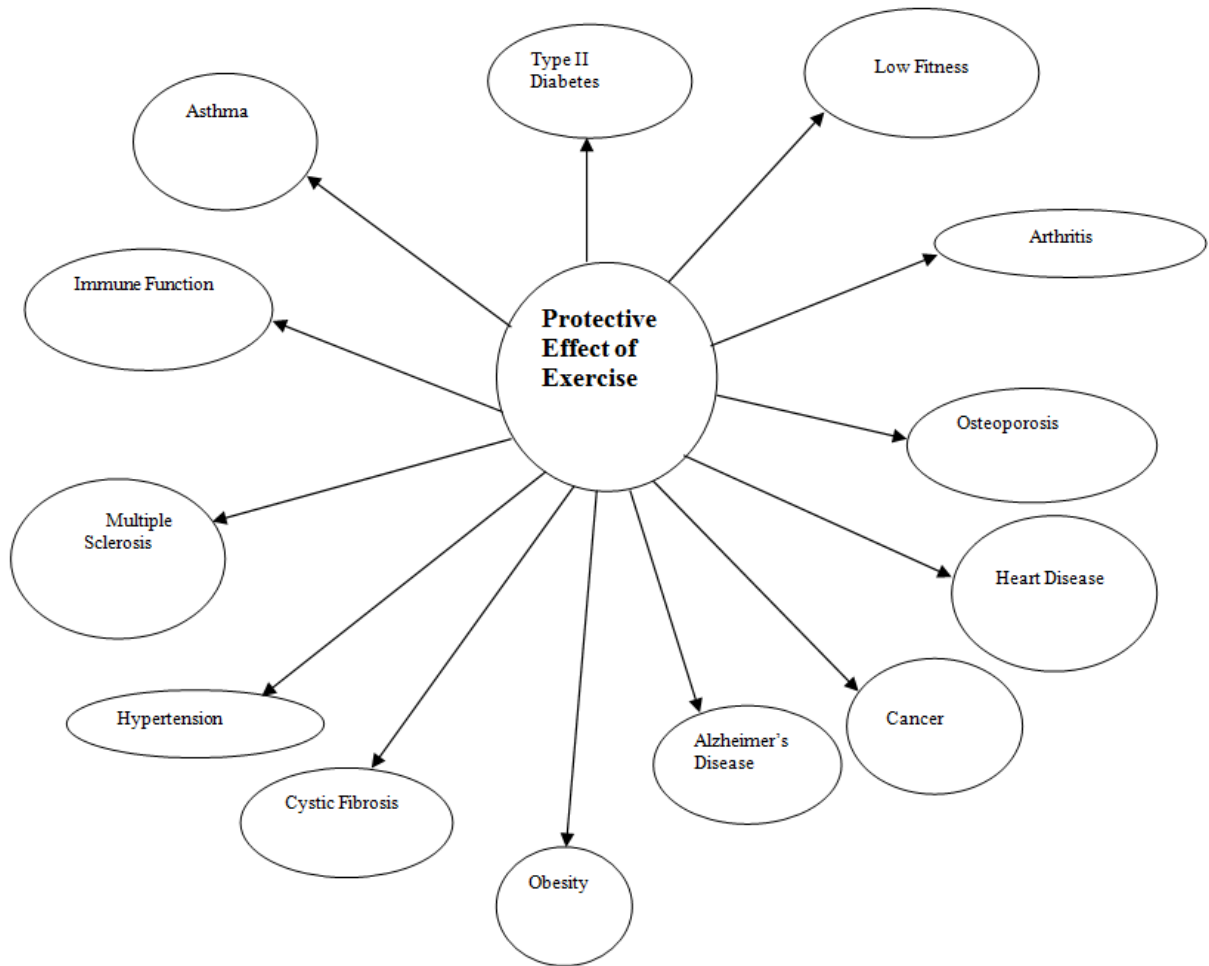 Type II
Diabetes
Low Fitness
Asthma
Arthritis
Immune Function
Protective
Effect of
Exercise
Osteoporosis
Multiple
Sclerosis
Heart Disease
Hypertension
Cancer
Alzheimer’s
Disease
Cystic Fibrosis
Obesity